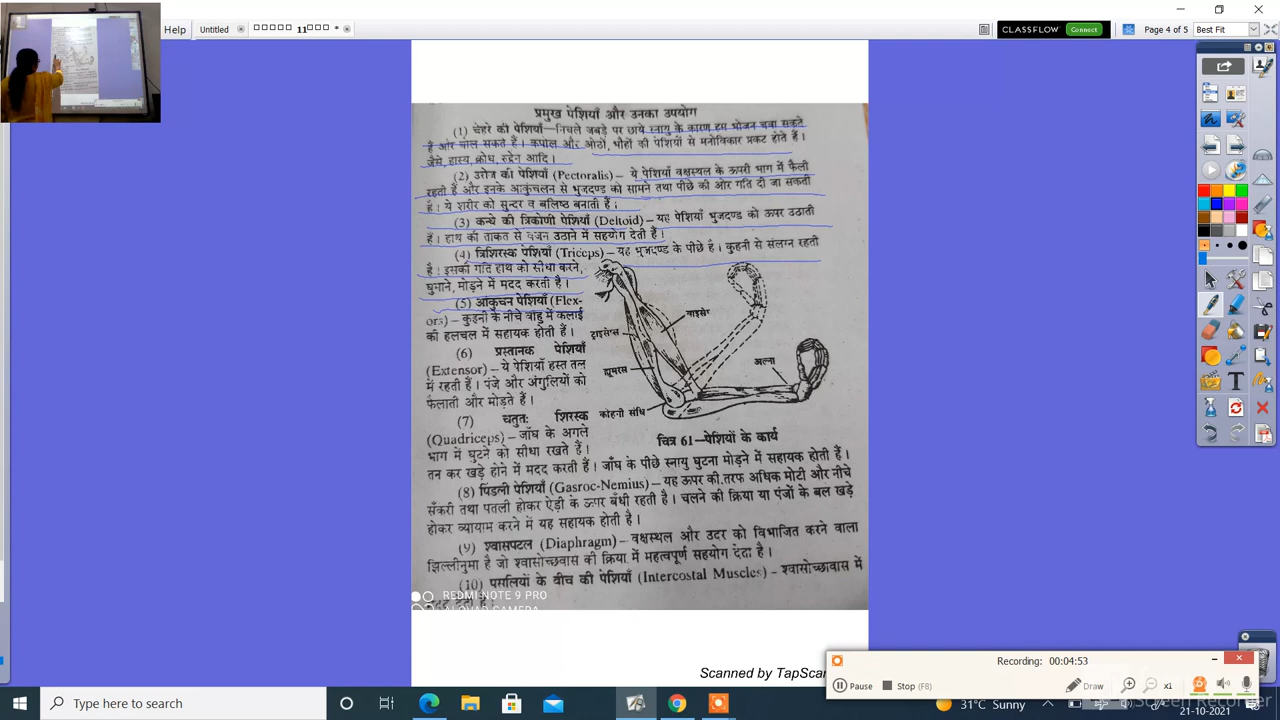 Help
Untitled
11
CLASSFLOW Connect
Page 4 of 5
Best Fit
प्रमुख पेशियाँ और उनका उपयोग
(1) चेहरे की पेशियाँ—निचले जबड़े पर छाये स्नायु के कारण हम भोजन चबा सकते
हैं और बोल सकते हैं। कपाल और ओठों, भौहों की पेशियों से मनोविकार प्रकट होते हैं।
जैसे, हास्य, क्रोध, रुदन आदि।
(2) उरोज की पेशियाँ (Pectoralis) – ये पेशियाँ वक्षस्थल के ऊपरी भाग में फैली
रहती हैं और इनके आकुंचलन से भुजदण्ड को सामने तथा पीछे की ओर गति दी जा सकती
है। ये शरीर को सुन्दर व बलिष्ठ बनाती हैं।
(3) कन्धे की त्रिकोणी पेशियाँ (Deltoid)—यह पेशियाँ भुजदण्ड को ऊपर उठाती
हैं। हाथ की ताकत से वजन उठाने में सहयोग देती हैं।
(4) त्रिशिरस्क पेशियाँ (Triceps)—यह भुजदण्ड के पीछे है। कुहनी से संलग्न रहती
है। इसकी गति हाथ को सीधा करने,
घुमाने, मोड़ने में मदद करती है।
(5) आकुंचन पेशियाँ (Flex-
ors)– कुहनी के नीचे बाहु में कलाई
की हलचल में सहायक होती हैं।
(6) प्रस्तानक पेशियाँ
(Extensor) – ये पेशियाँ हस्त तल
में रहती हैं। पंजे और अंगुलियों को
फैलाती और मोड़ते हैं।
(7) चतुतः शिरस्क
(Quadriceps) – जाँघ के अगले
भाग में घुटने को सीधा रखते हैं।
तन कर खड़े होने में मदद करती हैं। जाँघ के पीछे स्नायु घुटना मोड़ने में सहायक होती हैं।
(8) पिंडली पेशियाँ (Gasroc-Nemius) – यह ऊपर की तरफ अधिक मोटी और नीचे
सँकरी तथा पतली होकर ऐड़ी के ऊपर बँधी रहती है। चलने की क्रिया या पंजों के बल खड़े
होकर व्यायाम करने में यह सहायक होती है।
(9) श्वासपटल (Diaphragm) – वक्षस्थल और उदर को विभाजित करने वाला
झिल्लीनुमा है जो श्वासोच्छवास की क्रिया में महत्वपूर्ण सहयोग देता है।
(10) पसलियों के बीच की पेशियाँ (Intercostal Muscles) – श्वासोच्छावास में
बाइसेप
ट्राइसेप्स
ह्यूमरस
अल्ना
कोहनी संधि
चित्र 61—पेशियों के कार्य
REDMI NOTE 9 PRO
Scanned by TapScan
Recording: 00:04:53
Pause
Stop (F8)
Draw
x1
Type here to search
31°C Sunny
21-10-2021